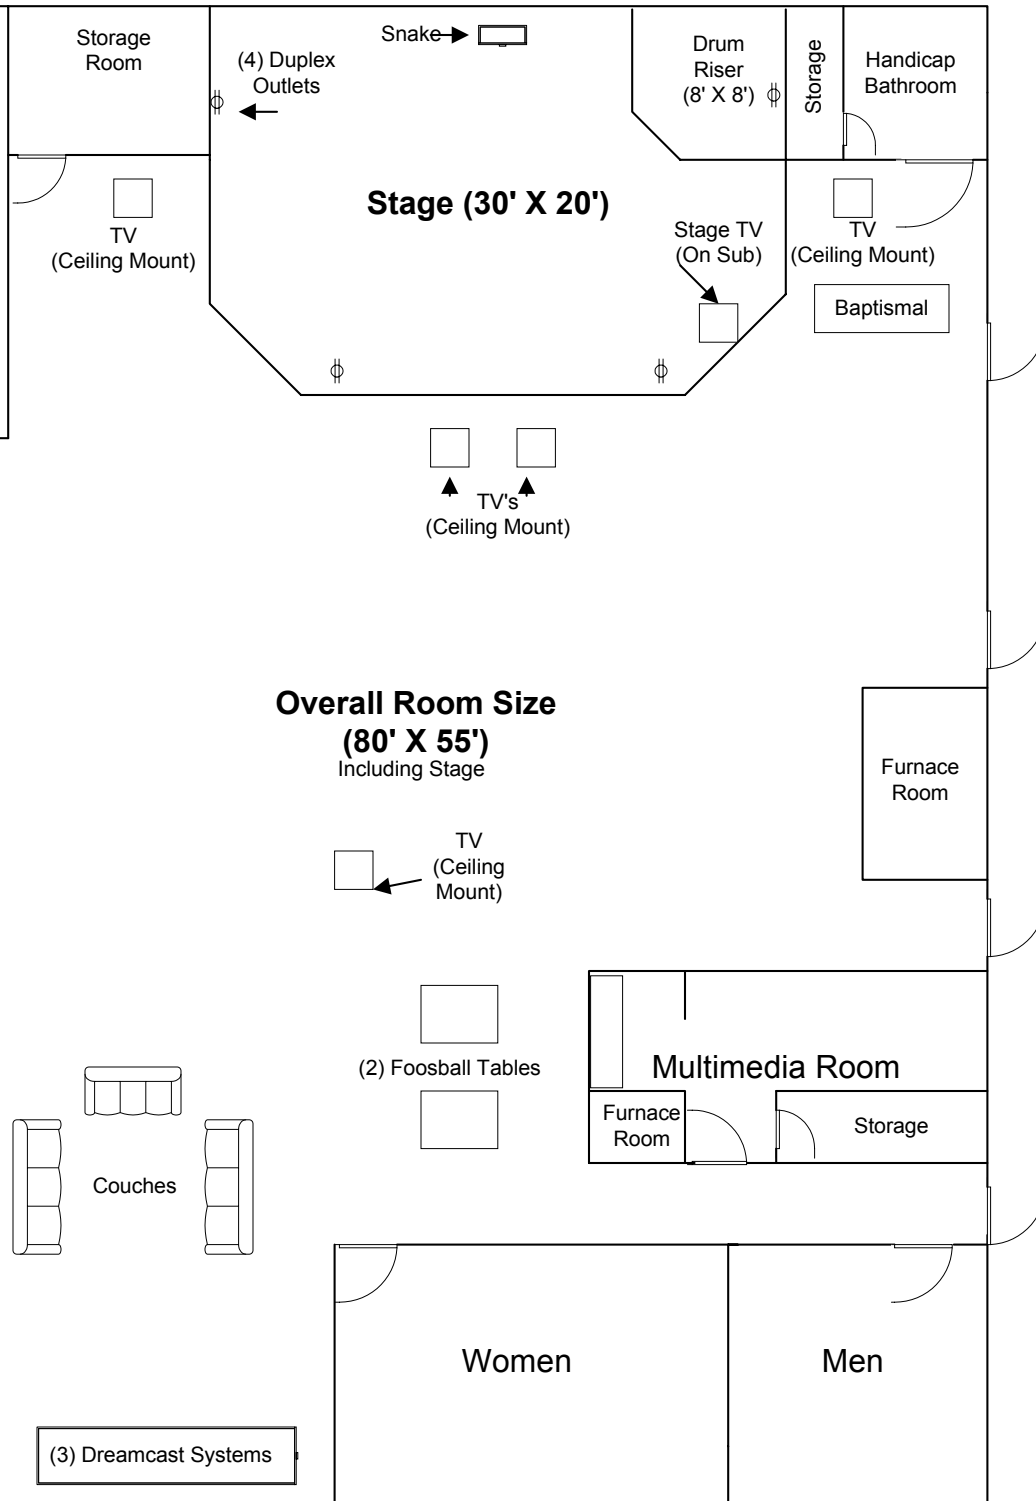 Storage
Room
(4) Duplex
Outlets
Snake
Drum
Riser
(8' X 8')
Storage
Handicap
Bathroom
Stage (30' X 20')
TV
(Ceiling Mount)
Stage TV
(On Sub)
TV
(Ceiling Mount)
Baptismal
TV's
(Ceiling Mount)
Overall Room Size
(80' X 55')
Including Stage
Furnace
Room
TV
(Ceiling
Mount)
(2) Foosball Tables
Multimedia Room
Furnace
Room
Storage
Couches
Women
Men
(3) Dreamcast Systems